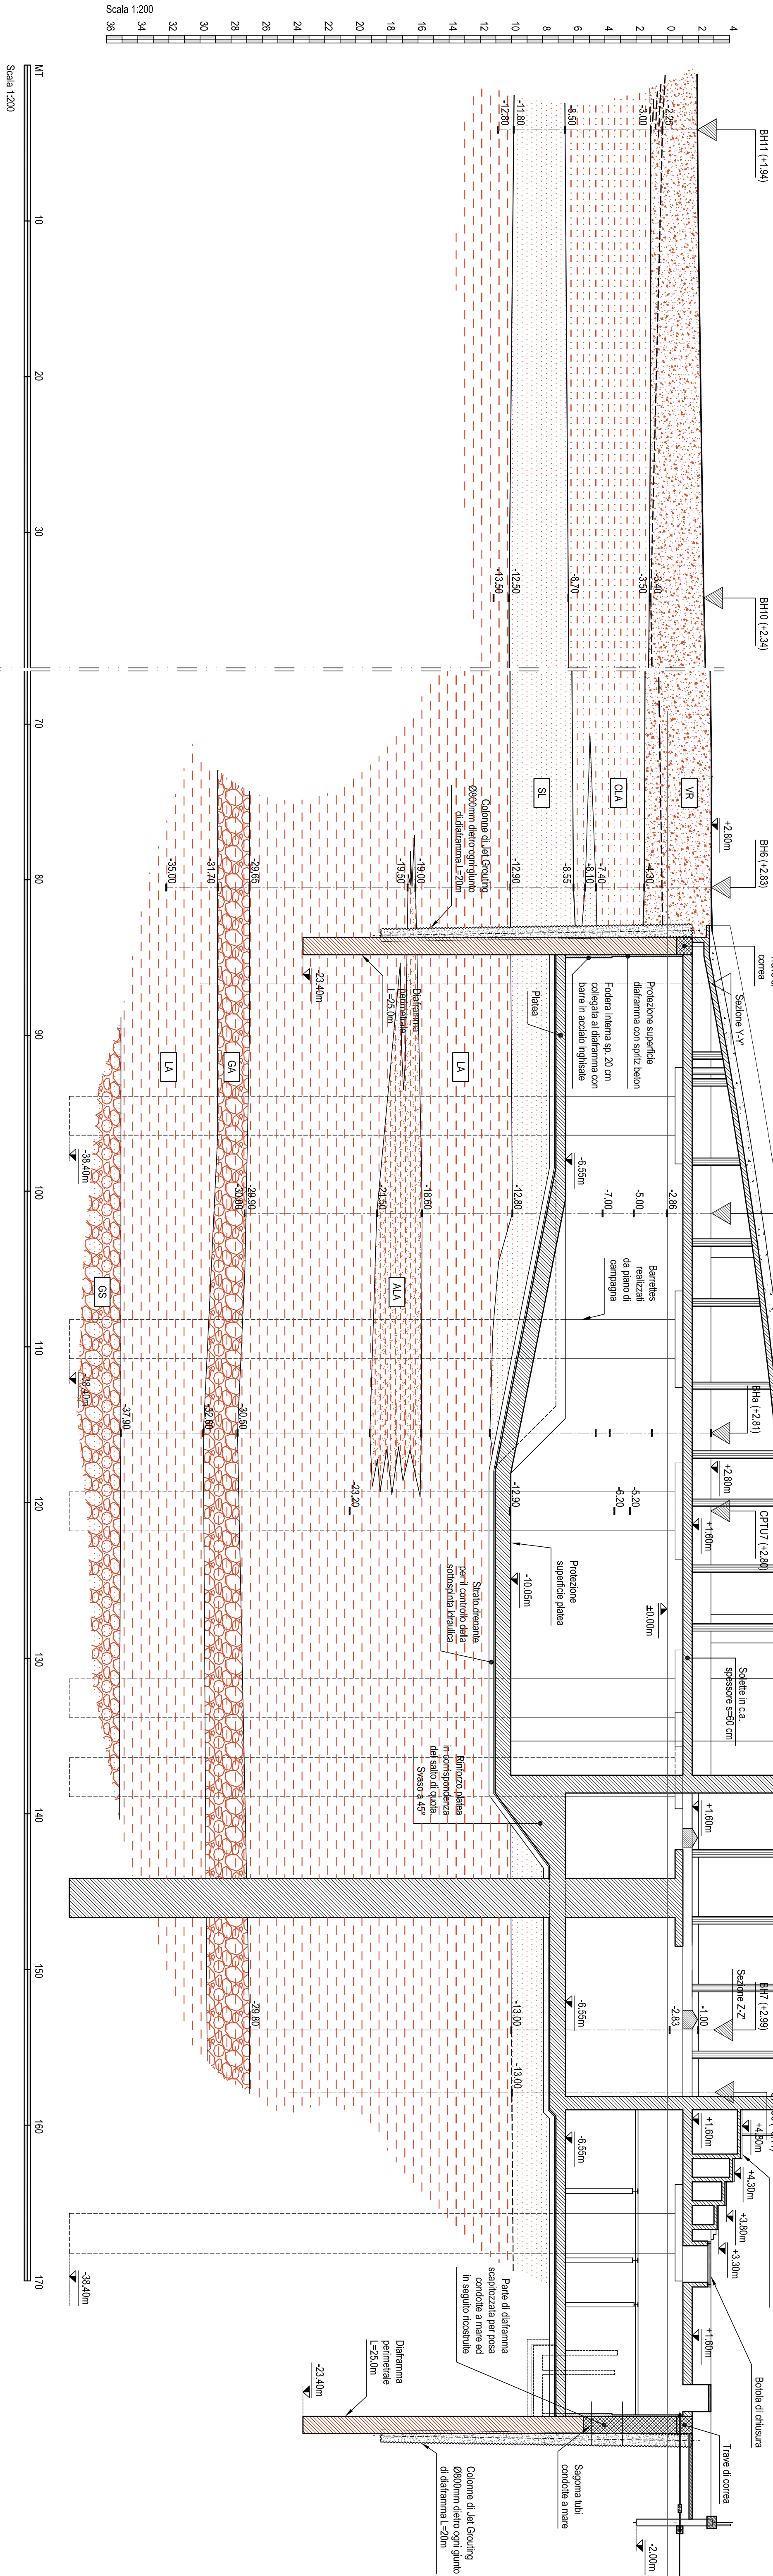 Scala 1:200
4
2
0
2
4
6
8
10
12
14
16
18
20
22
24
26
28
30
32
34
36
MT
10
20
30
70
80
90
100
110
120
130
140
150
160
170
Scala 1:200
BH11 (+1.94)
-2.25
-3.00
-8.50
-11.80
-12.80
BH10 (+2.34)
-3.40
-3.50
-8.70
-12.50
-13.50
VR
CLA
SL
+2.80m
BH6 (+2.83)
-4.30
-7.40
-8.10
-8.55
-12.90
-19.00
-19.50
-29.65
-31.70
-35.00
Colonne di Jet Grouting
Ø800mm dietro ogni giunto
di diaframma L=20m
correa
Sezione Y-Y'
Protezione superficie
diaframma con spritz beton
Fodera interna sp. 20 cm
collegata al diaframma con
barre in acciaio inghisate
Platea
Diaframma
perimetrale
L=25.0m
-23.40m
LA
GA
LA
-38.40m
-6.55m
-2.86
-5.00
-7.00
-12.80
-18.60
-21.50
-29.90
-30.00
Barrettes
realizzati
da piano di
campagna
ALA
GS
-38.40m
BHa (+2.81)
-30.50
-32.60
-37.90
+2.80m
CPTU7 (+2.80)
+1.60m
-5.20
-6.20
-12.90
-23.20
-10.05m
Protezione
superficie platea
±0.00m
Strato drenante
per il controllo della
sottospinta idraulica
Solette in c.a.
spessore s=60 cm
Rinforzo platea
in corrispondenza
del salto di quota.
Svaso a 45°
+1.60m
BH7 (+2.99)
Sezione Z-Z'
-1.00
-2.83
-6.55m
-13.00
-29.80
-13.00
+4.80m
+1.60m
-6.55m
+4.30m
+3.80m
+3.30m
+1.60m
-38.40m
Botola di chiusura
Parte di diaframma
scapitozzata per posa
condotte a mare ed
in seguito ricostruite
Diaframma
perimetrale
L=25.0m
-23.40m
Trave di correa
Sagoma tubi
condotte a mare
Colonne di Jet Grouting
Ø800mm dietro ogni giunto
di diaframma L=20m
-2.00m